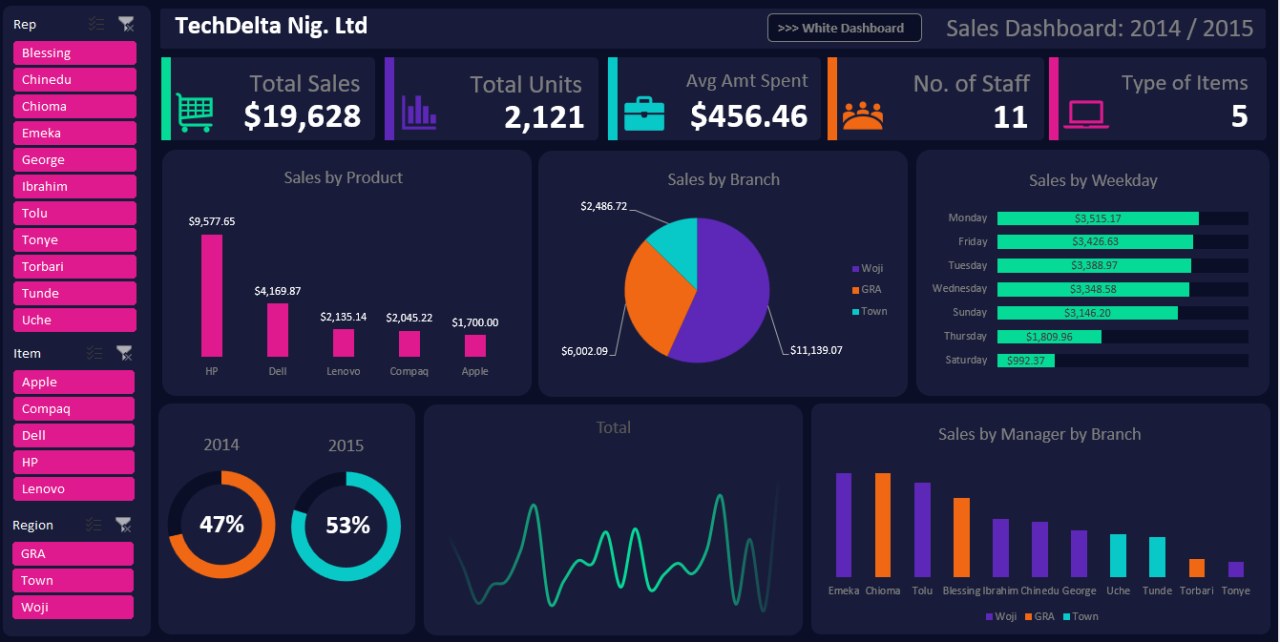 TechDelta Nig. Ltd
>>> White Dashboard
Sales Dashboard: 2014 / 2015
Rep
Blessing
Chinedu
Chioma
Emeka
George
Ibrahim
Tolu
Tonye
Torbari
Tunde
Uche
Item
Apple
Compaq
Dell
HP
Lenovo
Region
GRA
Town
Woji
Total Sales
$19,628
Total Units
2,121
Avg Amt Spent
$456.46
No. of Staff
11
Type of Items
5
Sales by Product
$9,577.65
$4,169.87
$2,135.14
$2,045.22
$1,700.00
HP
Dell
Lenovo
Compaq
Apple
Sales by Branch
$2,486.72
$6,002.09
$11,139.07
Woji
GRA
Town
Sales by Weekday
Monday $3,515.17
Friday $3,426.63
Tuesday $3,388.97
Wednesday $3,348.58
Sunday $3,146.20
Thursday $1,809.96
Saturday $992.37
2014
47%
2015
53%
Total
Sales by Manager by Branch
Emeka Chioma Tolu Blessing Ibrahim Chinedu George Uche Tunde Torbari Tonye
Woji GRA Town